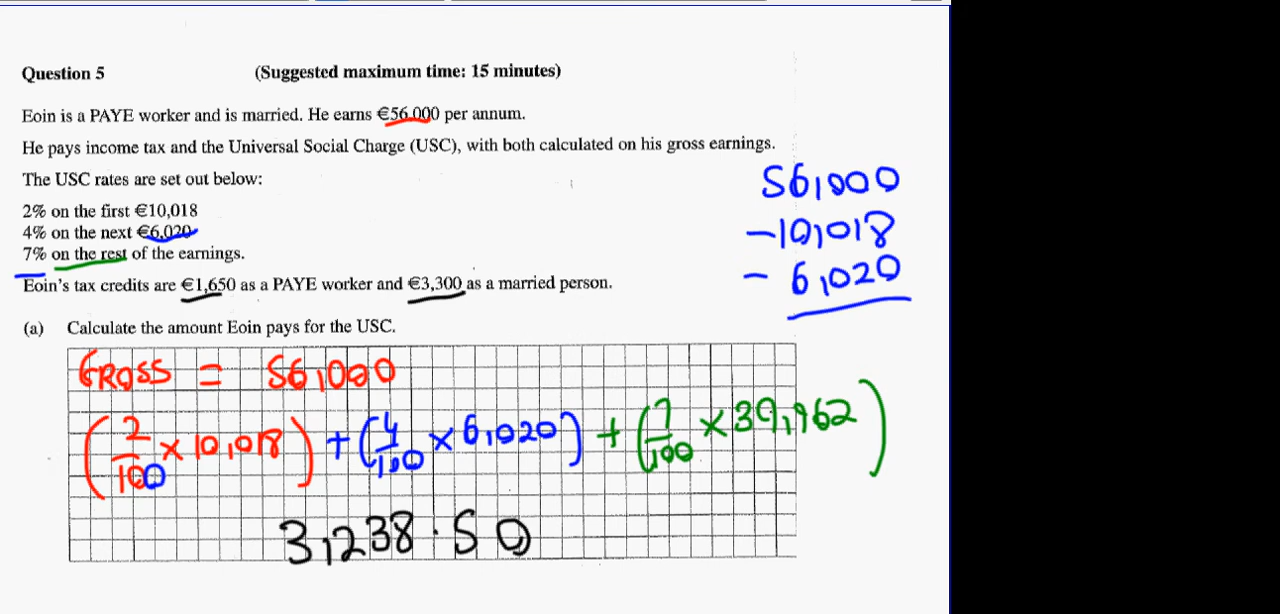 Question 5 (Suggested maximum time: 15 minutes)
Eoin is a PAYE worker and is married. He earns €56 000 per annum.
He pays income tax and the Universal Social Charge (USC), with both calculated on his gross earnings.
The USC rates are set out below:
2% on the first €10,018
4% on the next €6,020
7% on the rest of the earnings.
Eoin's tax credits are €1,650 as a PAYE worker and €3,300 as a married person.
56,000
-10,018
- 6,020
(a) Calculate the amount Eoin pays for the USC.
GROSS = 56,000
(2/100 × 10,018) + (4/100 × 6,020) + (7/100 × 39,962)
3,238.50